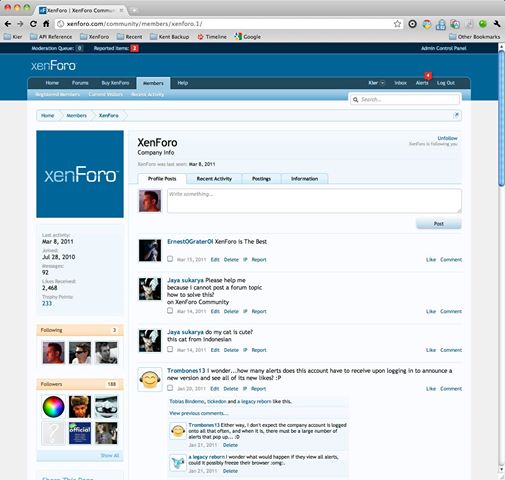 XenForo | XenForo Commun
xenforo.com/community/members/xenforo.1/
Kier
API Reference
XenForo
Recent
Kent Backup
Timeline
Google
Other Bookmarks
Moderation Queue: 0
Reported Items: 2
Admin Control Panel
xenForo
Home
Forums
Buy XenForo
Members
Help
Kier
Inbox
Alerts
4
Log Out
Registered Members
Current Visitors
Recent Activity
Search...
Home
Members
XenForo
xenForo
XenForo
Company Info
Unfollow
XenForo is following you
XenForo was last seen: Mar 8, 2011
Profile Posts
Recent Activity
Postings
Information
Write something...
Post
Last activity:
Mar 8, 2011
Joined:
Jul 28, 2010
Messages:
92
Likes Received:
2,468
Trophy Points:
233
Following 3
Followers 188
official
Show All
Share This Page
ErnestOGraterOl XenForo is The Best
Mar 15, 2011 Edit Delete IP Report Like Comment
Jaya sukarya Please help me
because i cannot post a forum topic
how to solve this?
on XenForo Community
Mar 14, 2011 Edit Delete IP Report Like Comment
Jaya sukarya do my cat is cute?
this cat from Indonesian
Mar 14, 2011 Edit Delete IP Report Like Comment
Trombones13 I wonder...how many alerts does this account have to receive upon logging in to announce a
new version and see all of its new likes? :P
Jan 20, 2011 Edit Delete IP Report Like Comment
Tobias Bindemo, tickedon and a legacy reborn like this.
View previous comments...
Trombones13 Either way, I don't expect the company account is logged
onto all that often, and when it is, there must be a large number of
alerts that pop up... :D
Jan 21, 2011 Delete
a legacy reborn I wonder what would happen if they view all alerts,
could it possibly freeze their browser :omg:.
Jan 21, 2011 Delete